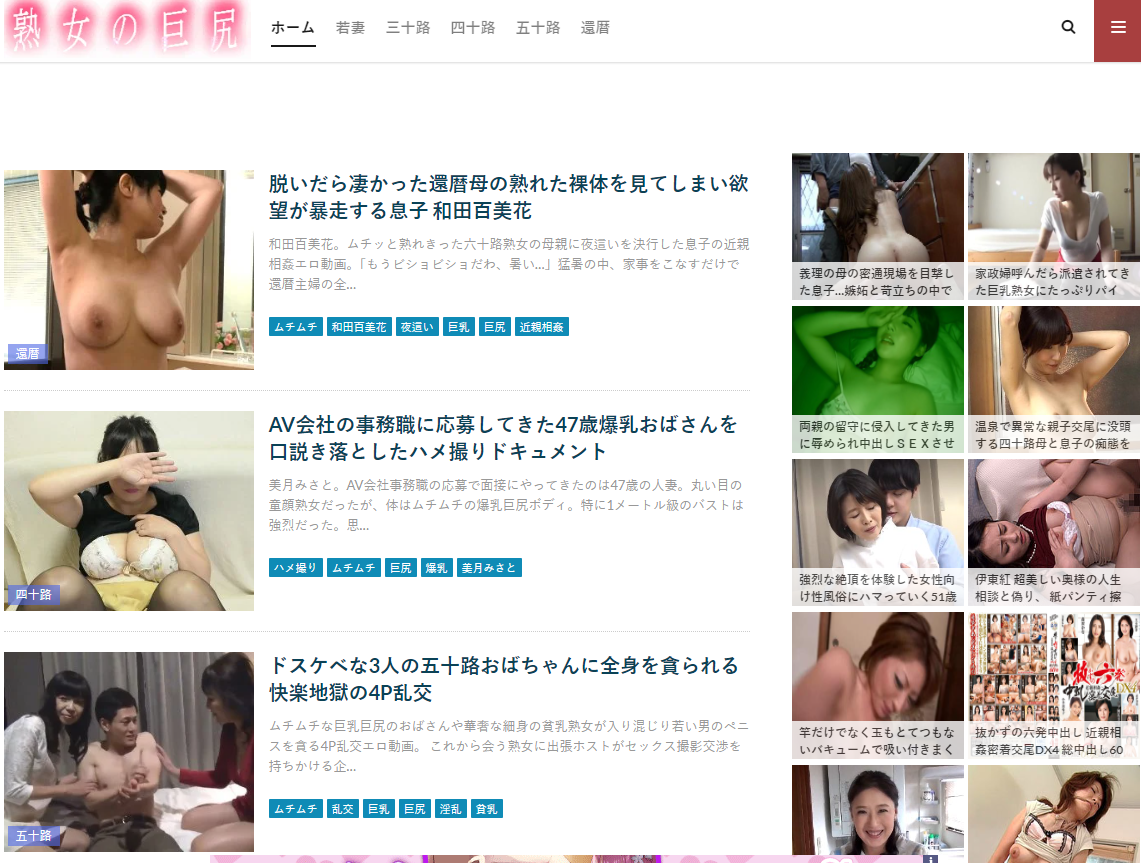 熟女の巨尻
ホーム
若妻
三十路
四十路
五十路
還暦
脱いだら凄かった還暦母の熟れた裸体を見てしまい欲
望が暴走する息子 和田百美花
和田百美花。ムチッと熟れきった六十路熟女の母親に夜這いを決行した息子の近親
相姦エロ動画。「もうビショビショだわ、暑い…」猛暑の中、家事をこなすだけで
還暦主婦の全…
ムチムチ
和田百美花
夜這い
巨乳
巨尻
近親相姦
還暦
AV会社の事務職に応募してきた47歳爆乳おばさんを
口説き落としたハメ撮りドキュメント
美月みさと。AV会社事務職の応募で面接にやってきたのは47歳の人妻。丸い目の
童顔熟女だったが、体はムチムチの爆乳巨尻ボディ。特に1メートル級のバストは
強烈だった。思…
ハメ撮り
ムチムチ
巨尻
爆乳
美月みさと
四十路
ドスケベな3人の五十路おばちゃんに全身を貪られる
快楽地獄の4P乱交
ムチムチな巨乳巨尻のおばさんや華奢な細身の貧乳熟女が入り混じり若い男のペニ
スを貪る4P乱交エロ動画。 これから会う熟女に出張ホストがセックス撮影交渉を
持ちかける企…
ムチムチ
乱交
巨乳
巨尻
淫乱
貧乳
五十路
義理の母の密通現場を目撃し
た息子…嫉妬と苛立ちの中で
家政婦呼んだら派遣されてき
た巨乳熟女にたっぷりパイ
両親の留守に侵入してきた男
に辱められ中出しＳＥＸさせ
温泉で異常な親子交尾に没頭
する四十路母と息子の痴態を
強烈な絶頂を体験した女性向
け性風俗にハマっていく51歳
伊東紅 超美しい奥様の人生
相談と偽り、 紙パンティ擦
竿だけでなく玉もとてつもな
いバキュームで吸い付きまく
抜かずの六発中出し 近親相
姦密着交尾DX4 総中出し60